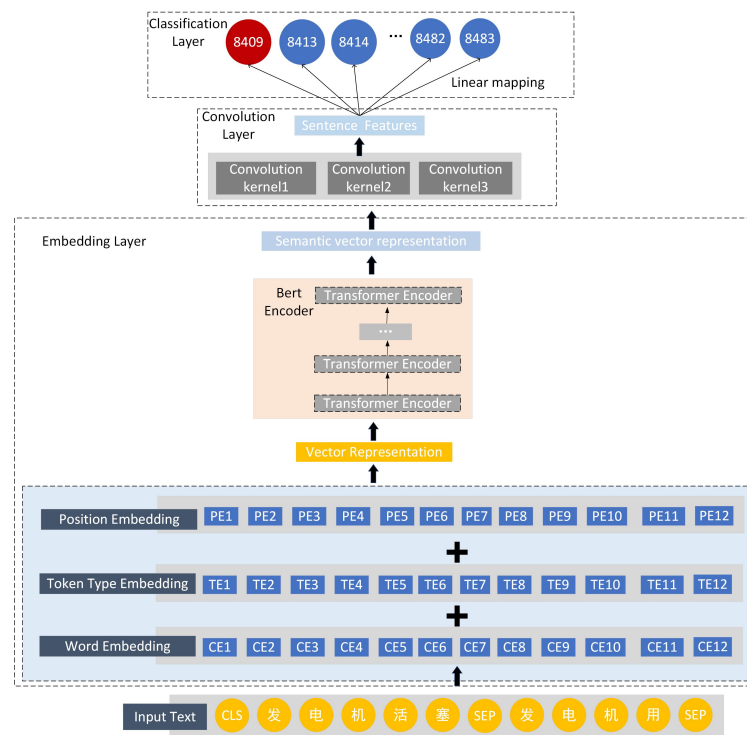 Classification
Layer
8409 8413 8414 ... 8482 8483
Linear mapping
Convolution
Layer
Sentence Features
Convolution
kernel1
Convolution
kernel2
Convolution
kernel3
Embedding Layer
Semantic vector representation
Bert
Encoder
Transformer Encoder
...
Transformer Encoder
Transformer Encoder
Vector Representation
Position Embedding PE1 PE2 PE3 PE4 PE5 PE6 PE7 PE8 PE9 PE10 PE11 PE12
+
Token Type Embedding TE1 TE2 TE3 TE4 TE5 TE6 TE7 TE8 TE9 TE10 TE11 TE12
+
Word Embedding CE1 CE2 CE3 CE4 CE5 CE6 CE7 CE8 CE9 CE10 CE11 CE12
Input Text CLS 发 电 机 活 塞 SEP 发 电 机 用 SEP